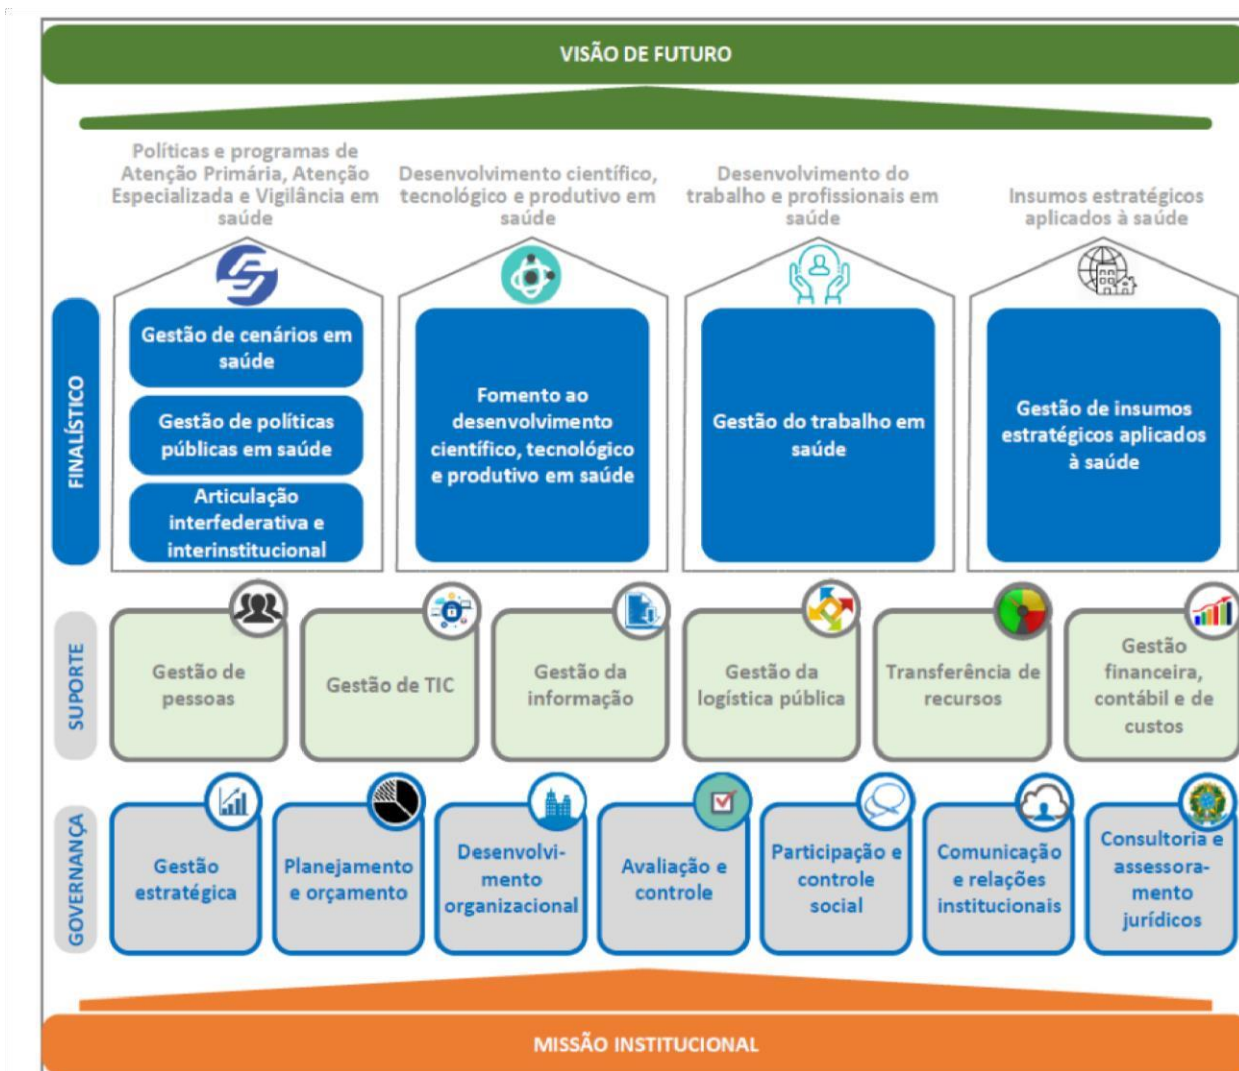 VISÃO DE FUTURO
Políticas e programas de
Atenção Primária, Atenção
Especializada e Vigilância em
saúde
Desenvolvimento científico,
tecnológico e produtivo em
saúde
Desenvolvimento do
trabalho e profissionais em
saúde
Insumos estratégicos
aplicados à saúde
FINALÍSTICO
Gestão de cenários em
saúde
Gestão de políticas
públicas em saúde
Articulação
interfederativa e
interinstitucional
Fomento ao
desenvolvimento
científico, tecnológico
e produtivo em saúde
Gestão do trabalho em
saúde
Gestão de insumos
estratégicos aplicados
à saúde
SUPORTE
Gestão de
pessoas
Gestão de TIC
Gestão da
informação
Gestão da
logística pública
Transferência de
recursos
Gestão
financeira,
contábil e de
custos
GOVERNANÇA
Gestão
estratégica
Planejamento
e orçamento
Desenvolvi-
mento
organizacional
Avaliação e
controle
Participação e
controle
social
Comunicação
e relações
institucionais
Consultoria e
assessora-
mento
jurídicos
MISSÃO INSTITUCIONAL